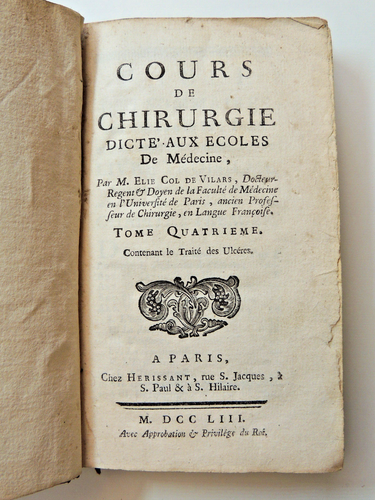 COURS
DE
CHIRURGIE
DICTE' AUX ECOLES
De Médecine,
Par M. ELIE COL DE VILARS, Docteur-
Regent & Doyen de la Faculté de Médecine
en l'Université de Paris, ancien Profes-
seur de Chirurgie, en Langue Françoise.
TOME QUATRIEME.
Contenant le Traité des Ulcéres.
A PARIS,
Chez HERISSANT, rue S. Jacques, à
S. Paul & à S. Hilaire.
M. DCC LIII.
Avec Approbation & Privilége du Roi.